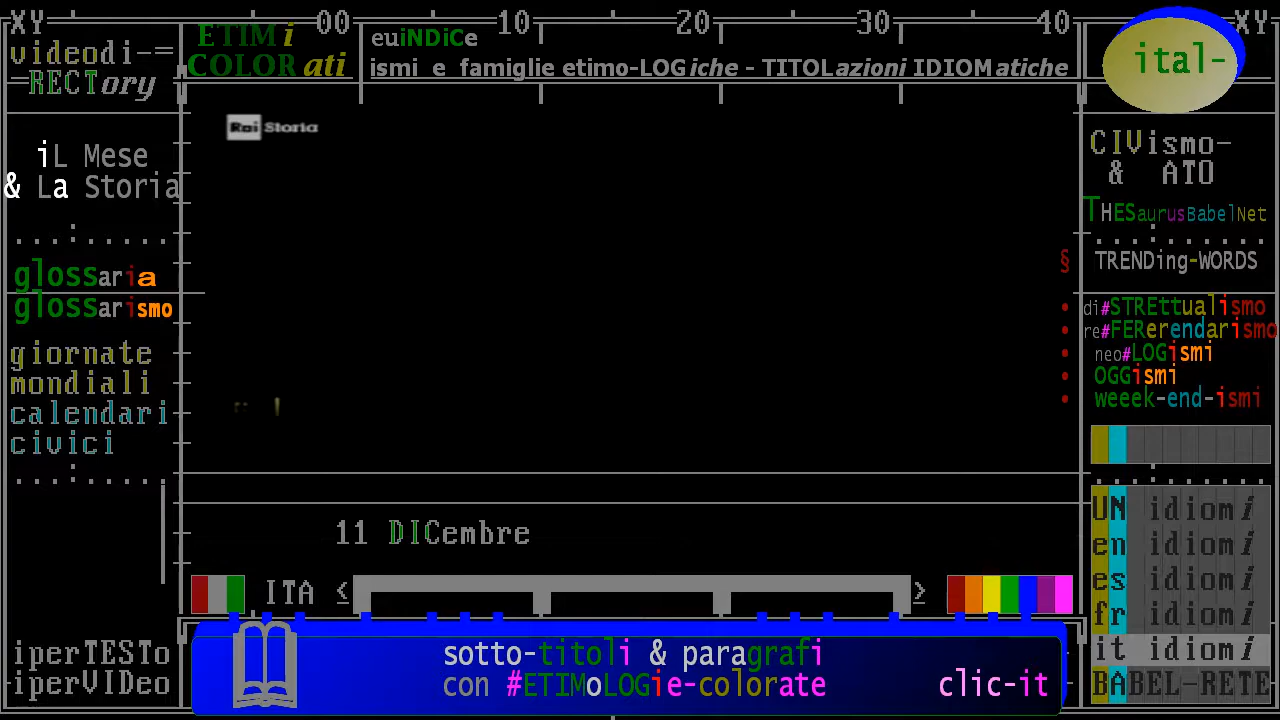 XY 00 10 20 30 40 XY
videodi-=
=RECTory
ETIMi
COLORati
euiNDiCe
ismi e famiglie etimo-LOGiche - TITOLazioni IDIOMatiche
ital-
Rai Storia
iL Mese
& La Storia
...:.....
glossaria
glossarismo
giornate
mondiali
calendari
civici
...:.....
CIVismo-
& ATO
THESaurusBabelNet
....:.......
TRENDing-WORDS
§
di#STREttualismo
re#FERerendarismo
neo#LOGismi
OGGismi
weeek-end-ismi
....:.......
UN idiomi
en idiomi
es idiomi
fr idiomi
it idiomi
BABEL-RETE
11 DICembre
ITA < >
iperTESTo
-iperVIDeo
sotto-titoli & paragrafi
con #ETIMoLOGie-colorate clic-it